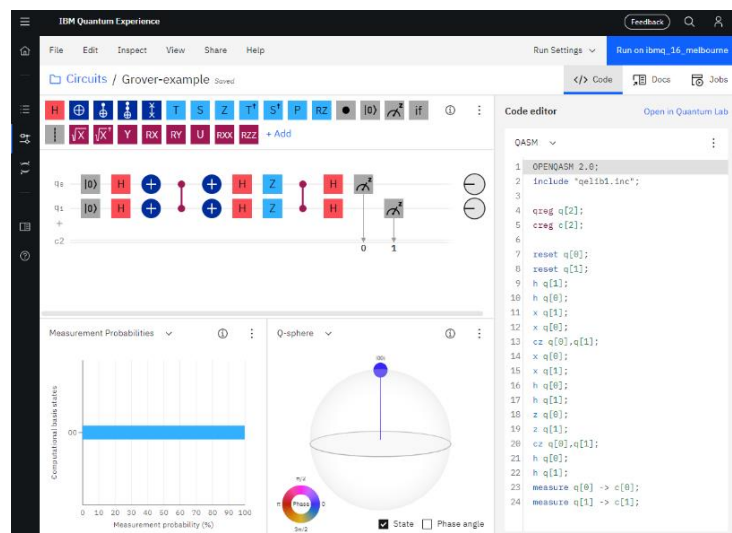 IBM Quantum Experience
Feedback
File Edit Inspect View Share Help
Run Settings
Run on ibmq_16_melbourne
Circuits / Grover-example Saved
</> Code
Docs
Jobs
H T S Z T† S† P RZ |0⟩ z if
√X √X† Y RX RY U RXX RZZ + Add
q0 |0⟩ H H Z H z
q1 |0⟩ H H Z H z
+
c2
0 1
Measurement Probabilities
Computational basis states
00
0 10 20 30 40 50 60 70 80 90 100
Measurement probability (%)
Q-sphere
π/2
π Phase 0
3π/2
State
Phase angle
Code editor
Open in Quantum Lab
QASM
1 OPENQASM 2.0;
2 include "qelib1.inc";
3
4 qreg q[2];
5 creg c[2];
6
7 reset q[0];
8 reset q[1];
9 h q[1];
10 h q[0];
11 x q[1];
12 x q[0];
13 cz q[0],q[1];
14 x q[0];
15 x q[1];
16 h q[0];
17 h q[1];
18 z q[0];
19 z q[1];
20 cz q[0],q[1];
21 h q[0];
22 h q[1];
23 measure q[0] -> c[0];
24 measure q[1] -> c[1];